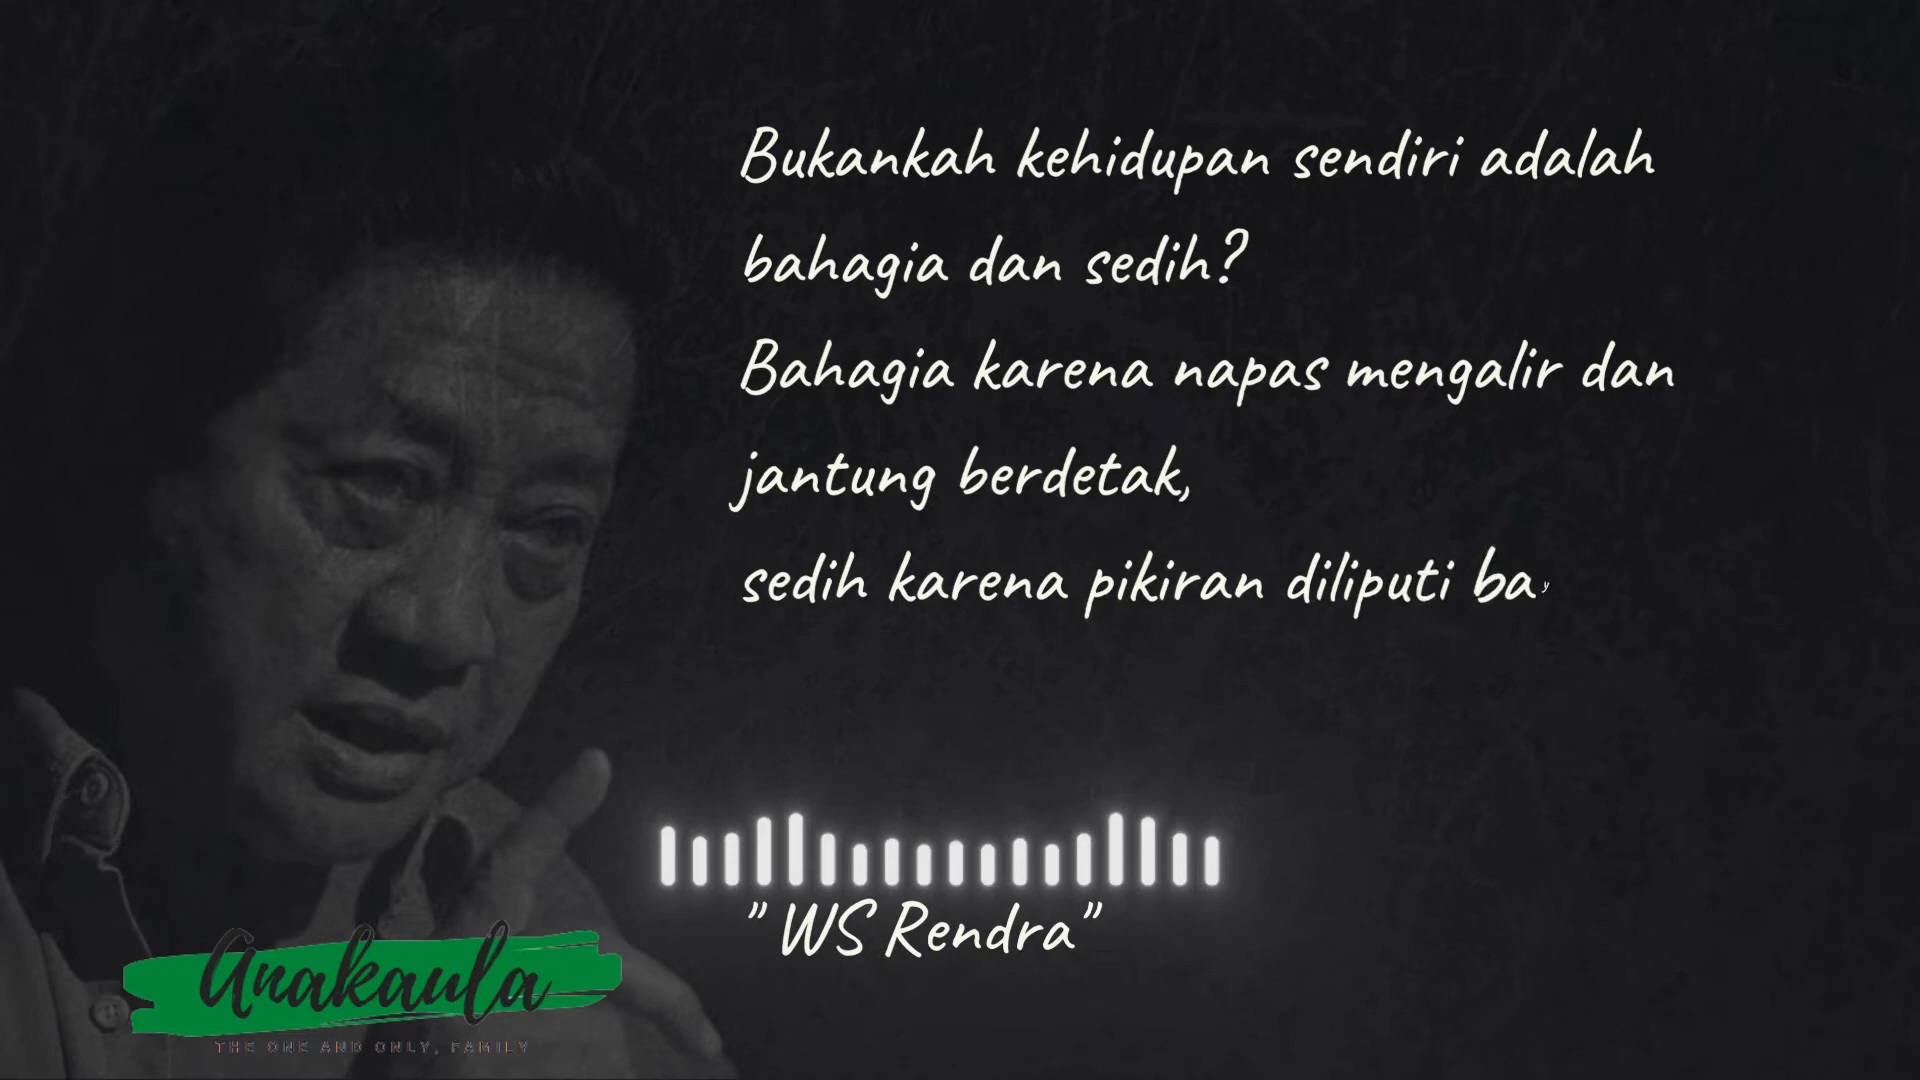 Bukankah kehidupan sendiri adalah
bahagia dan sedih?
Bahagia karena napas mengalir dan
jantung berdetak,
sedih karena pikiran diliputi bay
" WS Rendra"
Anakaula
THE ONE AND ONLY, FAMILY